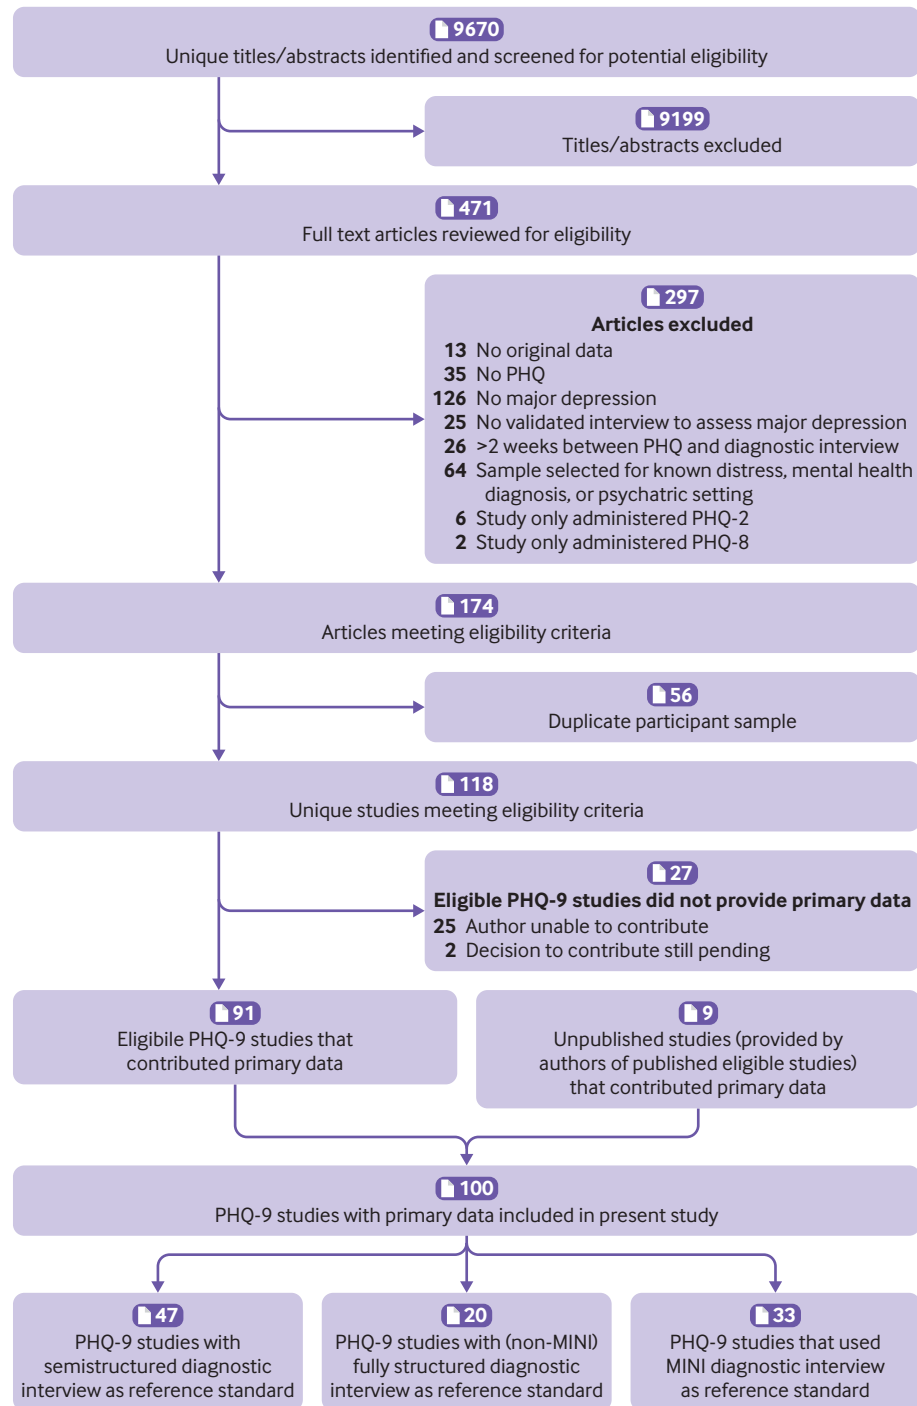 9670
Unique titles/abstracts identified and screened for potential eligibility
9199
Titles/abstracts excluded
471
Full text articles reviewed for eligibility
297
Articles excluded
13 No original data
35 No PHQ
126 No major depression
25 No validated interview to assess major depression
26 >2 weeks between PHQ and diagnostic interview
64 Sample selected for known distress, mental health
diagnosis, or psychatric setting
6 Study only administered PHQ-2
2 Study only administered PHQ-8
174
Articles meeting eligibility criteria
56
Duplicate participant sample
118
Unique studies meeting eligibility criteria
27
Eligible PHQ-9 studies did not provide primary data
25 Author unable to contribute
2 Decision to contribute still pending
91
Eligibile PHQ-9 studies that
contributed primary data
9
Unpublished studies (provided by
authors of published eligible studies)
that contributed primary data
100
PHQ-9 studies with primary data included in present study
47
PHQ-9 studies with
semistructured diagnostic
interview as reference standard
20
PHQ-9 studies with (non-MINI)
fully structured diagnostic
interview as reference standard
33
PHQ-9 studies that used
MINI diagnostic interview
as reference standard